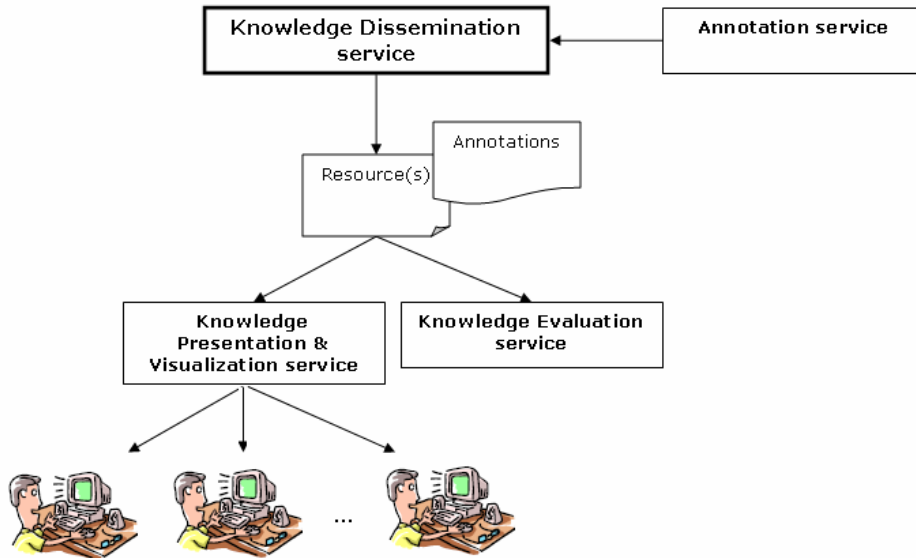 Knowledge Dissemination
service
Annotation service
Annotations
Resource(s)
Knowledge
Presentation &
Visualization service
Knowledge Evaluation
service
...